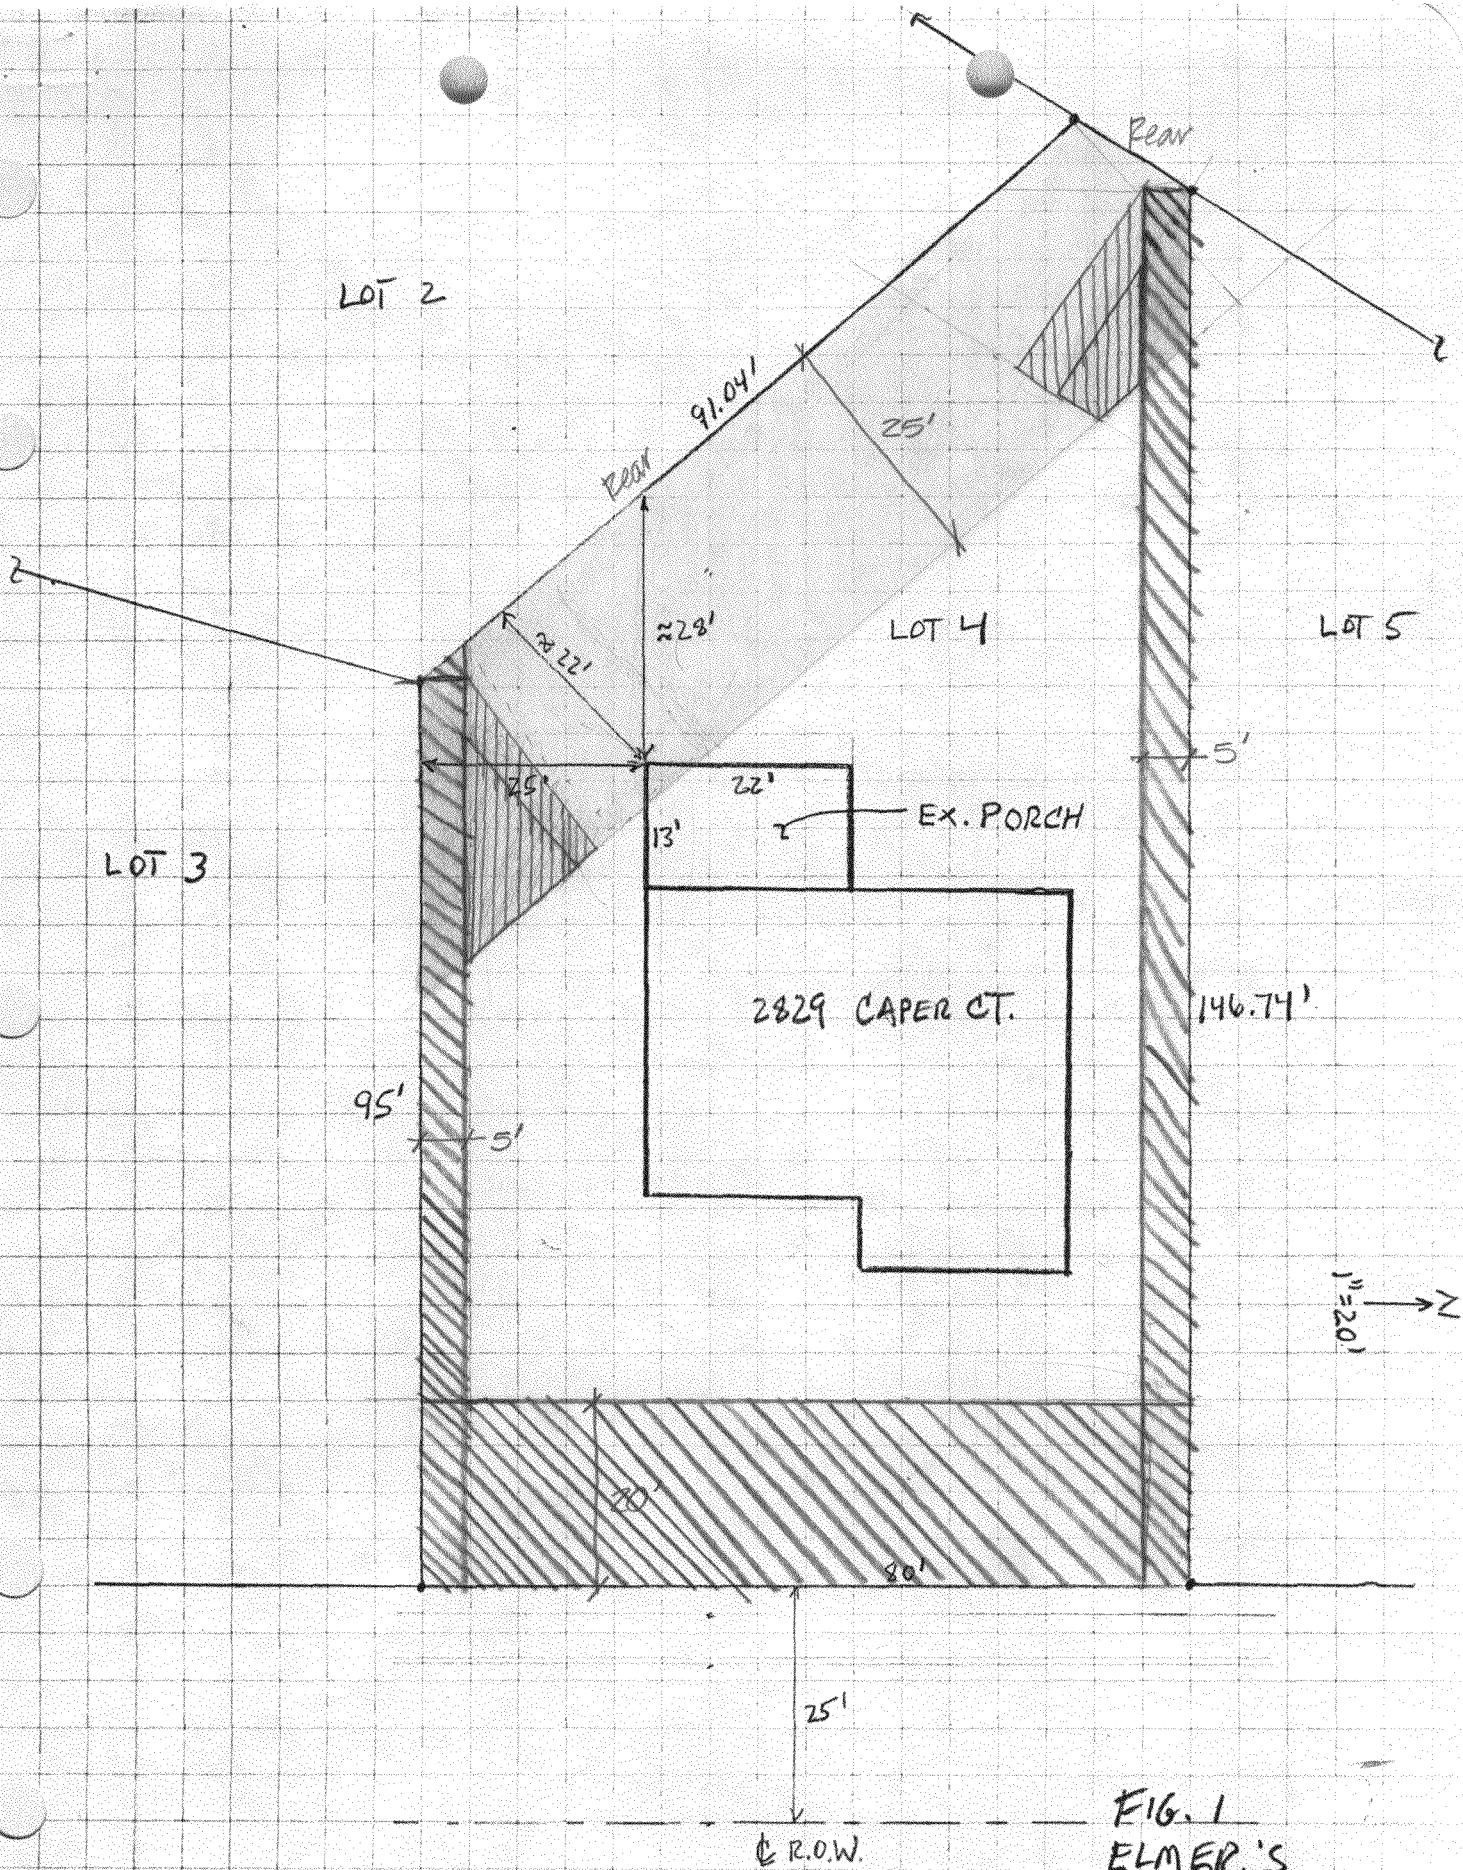 Rear
LOT 2
91.04'
25'
Rear
≈28'
≈22'
LOT 4
LOT 5
5'
25'
22'
13'
EX. PORCH
LOT 3
2829 CAPER CT.
146.74'
95'
5'
1"=20'
N
20'
80'
25'
FIG. 1
℄ R.O.W.
ELMER'S